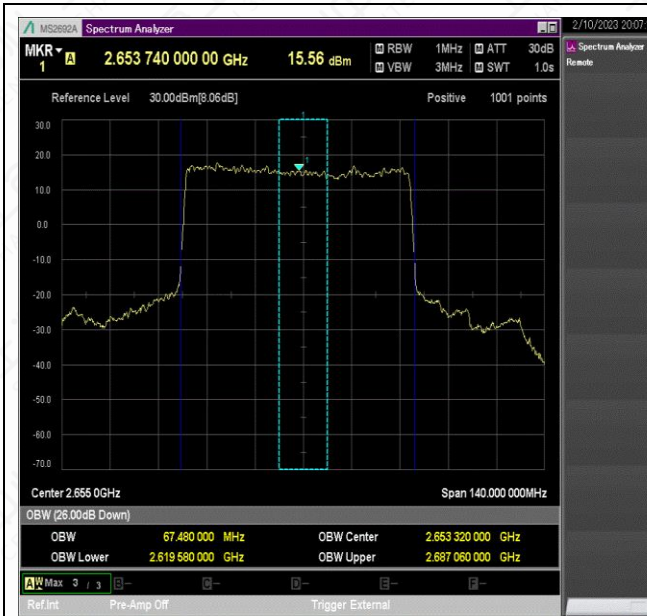 MS2692A Spectrum Analyzer
2/10/2023 20:07:
MKR 1 A 2.653 740 000 00 GHz 15.56 dBm
M RBW 1MHz M ATT 30dB
M VBW 3MHz M SWT 1.0s
Spectrum Analyzer
Remote
Reference Level 30.00dBm[8.06dB] Positive 1001 points
30.0
20.0
10.0
0.0
-10.0
-20.0
-30.0
-40.0
-50.0
-60.0
-70.0
1
Center 2.655 0GHz Span 140.000 000MHz
OBW (26.00dB Down)
OBW 67.480 000 MHz OBW Center 2.653 320 000 GHz
OBW Lower 2.619 580 000 GHz OBW Upper 2.687 060 000 GHz
A W Max 3 / 3 B- C- D- E- F-
Ref.Int Pre-Amp Off Trigger External